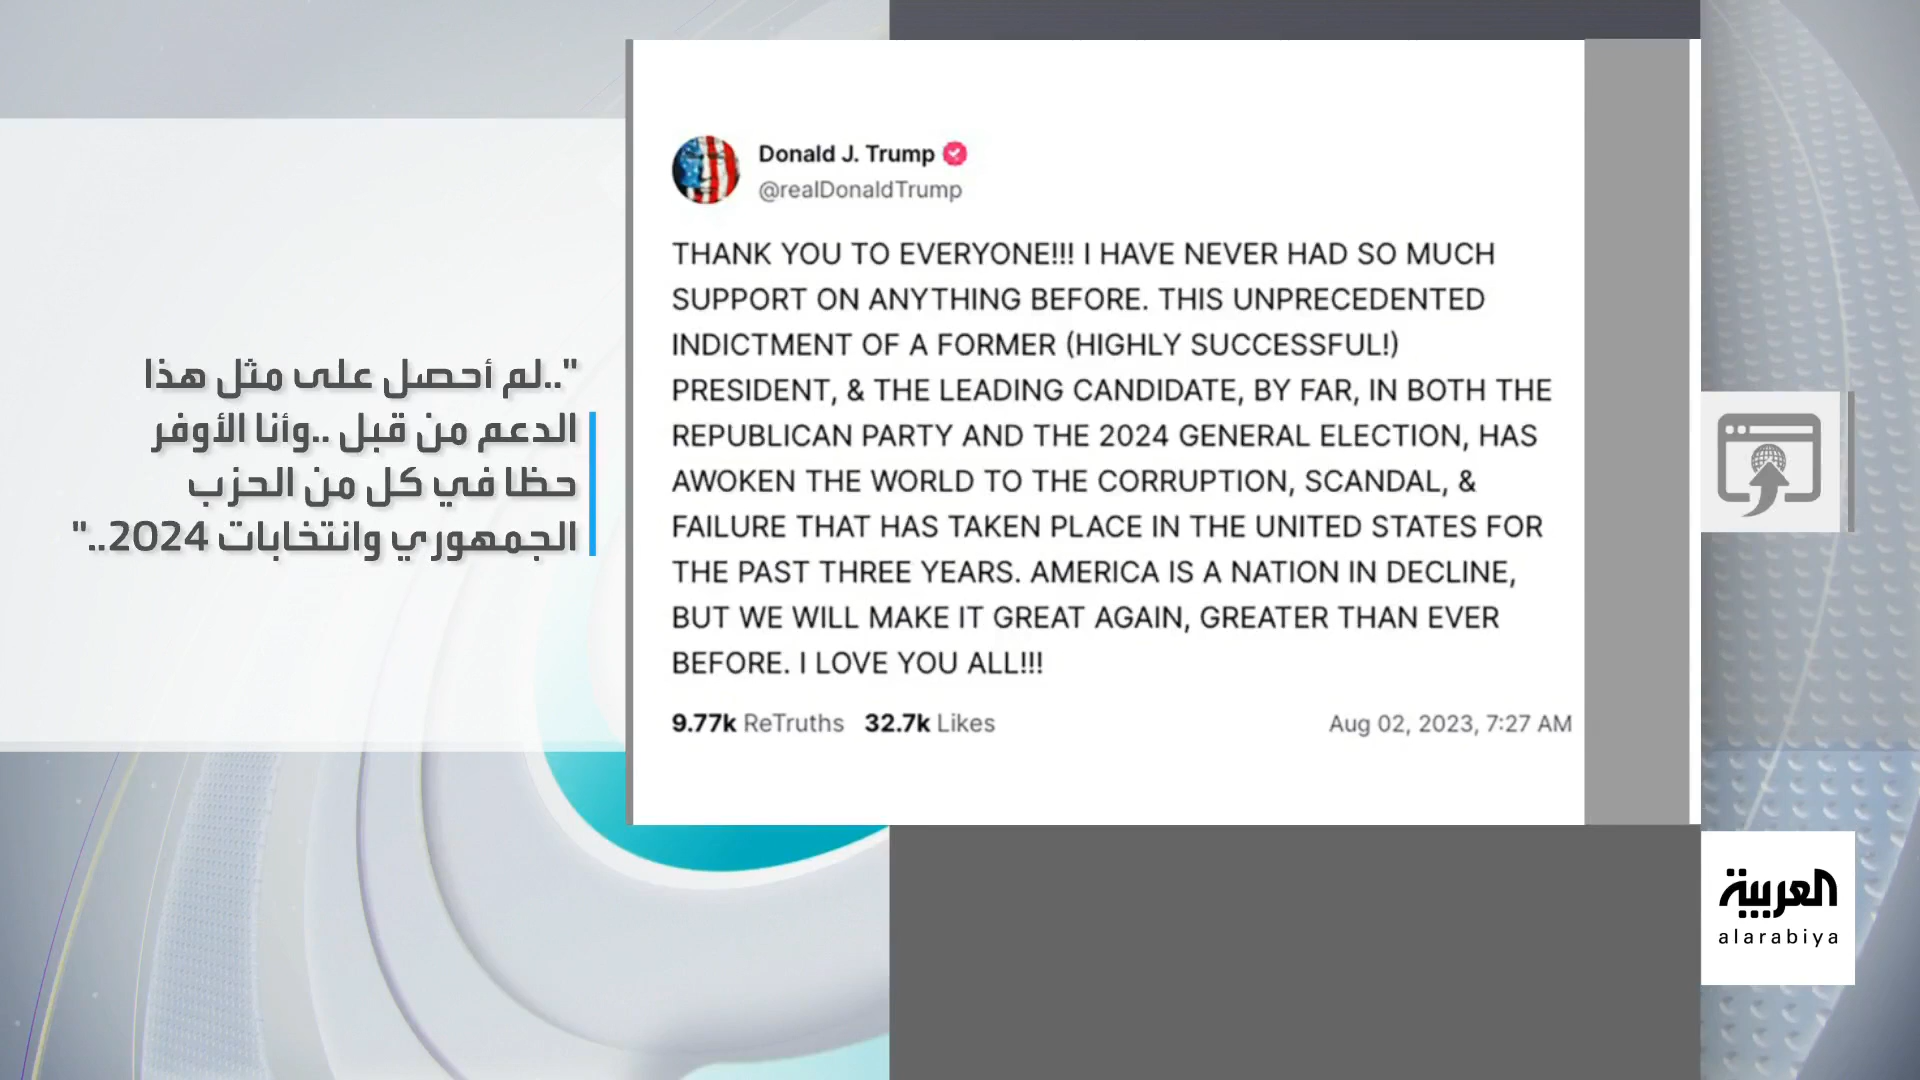 "..لم أحصل على مثل هذا
الدعم من قبل ..وأنا الأوفر
حظا في كل من الحزب
الجمهوري وانتخابات 2024.."
Donald J. Trump
@realDonaldTrump
THANK YOU TO EVERYONE!!! I HAVE NEVER HAD SO MUCH
SUPPORT ON ANYTHING BEFORE. THIS UNPRECEDENTED
INDICTMENT OF A FORMER (HIGHLY SUCCESSFUL!)
PRESIDENT, & THE LEADING CANDIDATE, BY FAR, IN BOTH THE
REPUBLICAN PARTY AND THE 2024 GENERAL ELECTION, HAS
AWOKEN THE WORLD TO THE CORRUPTION, SCANDAL, &
FAILURE THAT HAS TAKEN PLACE IN THE UNITED STATES FOR
THE PAST THREE YEARS. AMERICA IS A NATION IN DECLINE,
BUT WE WILL MAKE IT GREAT AGAIN, GREATER THAN EVER
BEFORE. I LOVE YOU ALL!!!
9.77k ReTruths 32.7k Likes Aug 02, 2023, 7:27 AM
العربية
alarabiya